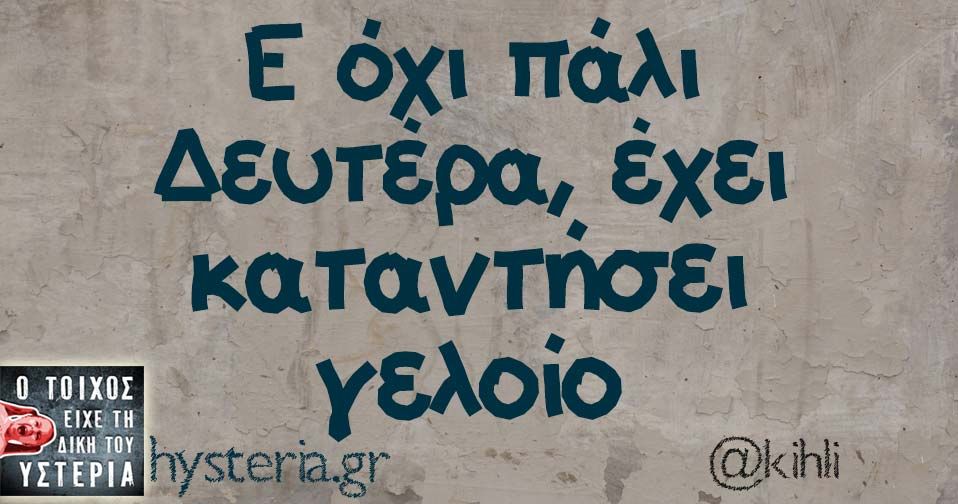 Ε όχι πάλι
Δευτέρα, έχει
καταντήσει
γελοίο
Ο ΤΟΙΧΟΣ
ΕΙΧΕ ΤΗ
ΔΙΚΗ ΤΟΥ
ΥΣΤΕΡΙΑ
hysteria.gr
@kihli